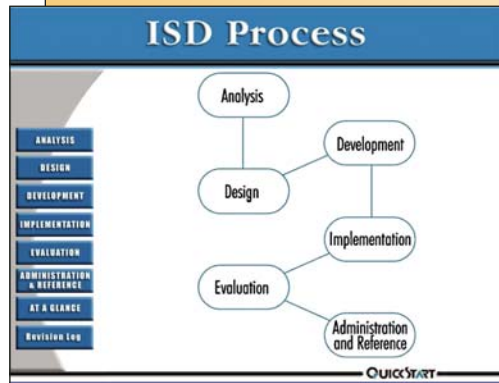 ISD Process
ANALYSIS
DESIGN
DEVELOPMENT
IMPLEMENTATION
EVALUATION
ADMINISTRATION
& REFERENCE
AT A GLANCE
Revision Log
Analysis
Development
Design
Implementation
Evaluation
Administration
and Reference
QUICKSTART